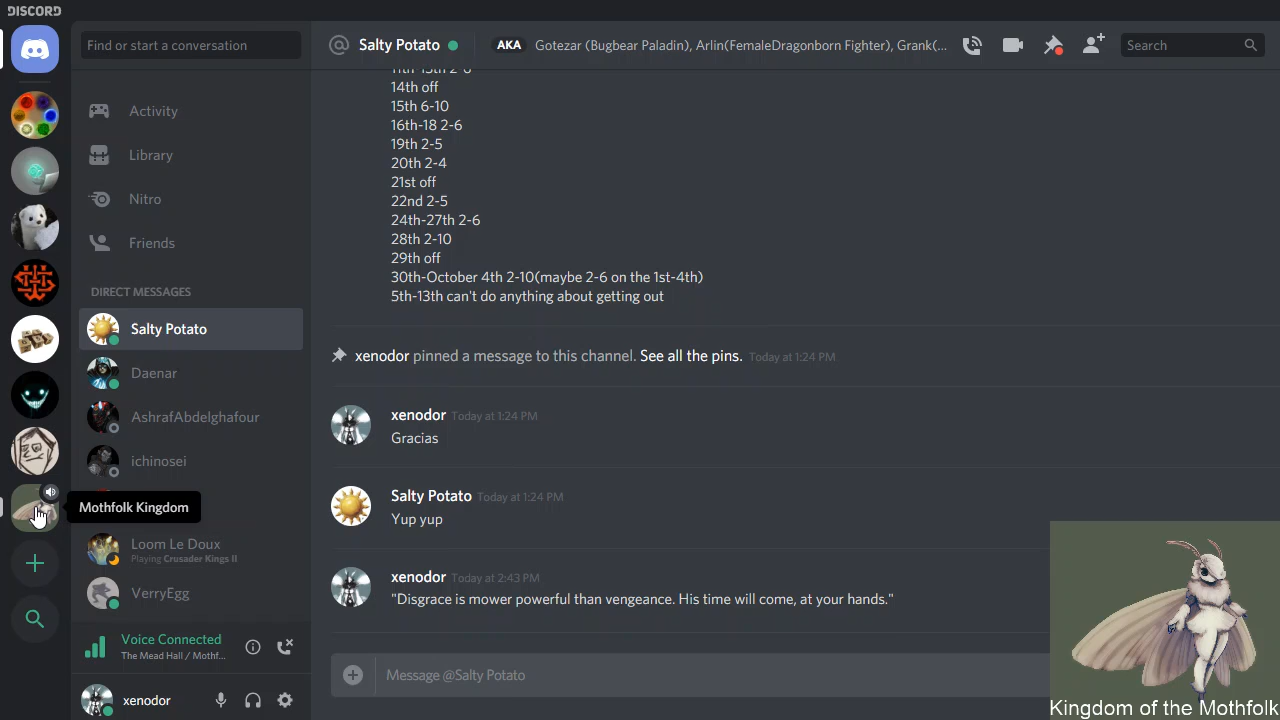 DISCORD
Find or start a conversation
Activity
Library
Nitro
Friends
DIRECT MESSAGES
Salty Potato
Daenar
AshrafAbdelghafour
ichinosei
Mothfolk Kingdom
Loom Le Doux
Playing Crusader Kings II
VerryEgg
Voice Connected
The Mead Hall / Mothf...
xenodor
@ Salty Potato
AKA Gotezar (Bugbear Paladin), Arlin(FemaleDragonborn Fighter), Grank(...
Search
11th-13th 2-6
14th off
15th 6-10
16th-18 2-6
19th 2-5
20th 2-4
21st off
22nd 2-5
24th-27th 2-6
28th 2-10
29th off
30th-October 4th 2-10(maybe 2-6 on the 1st-4th)
5th-13th can't do anything about getting out
xenodor pinned a message to this channel. See all the pins. Today at 1:24 PM
xenodor Today at 1:24 PM
Gracias
Salty Potato Today at 1:24 PM
Yup yup
xenodor Today at 2:43 PM
"Disgrace is mower powerful than vengeance. His time will come, at your hands."
Message @Salty Potato
Kingdom of the Mothfolk